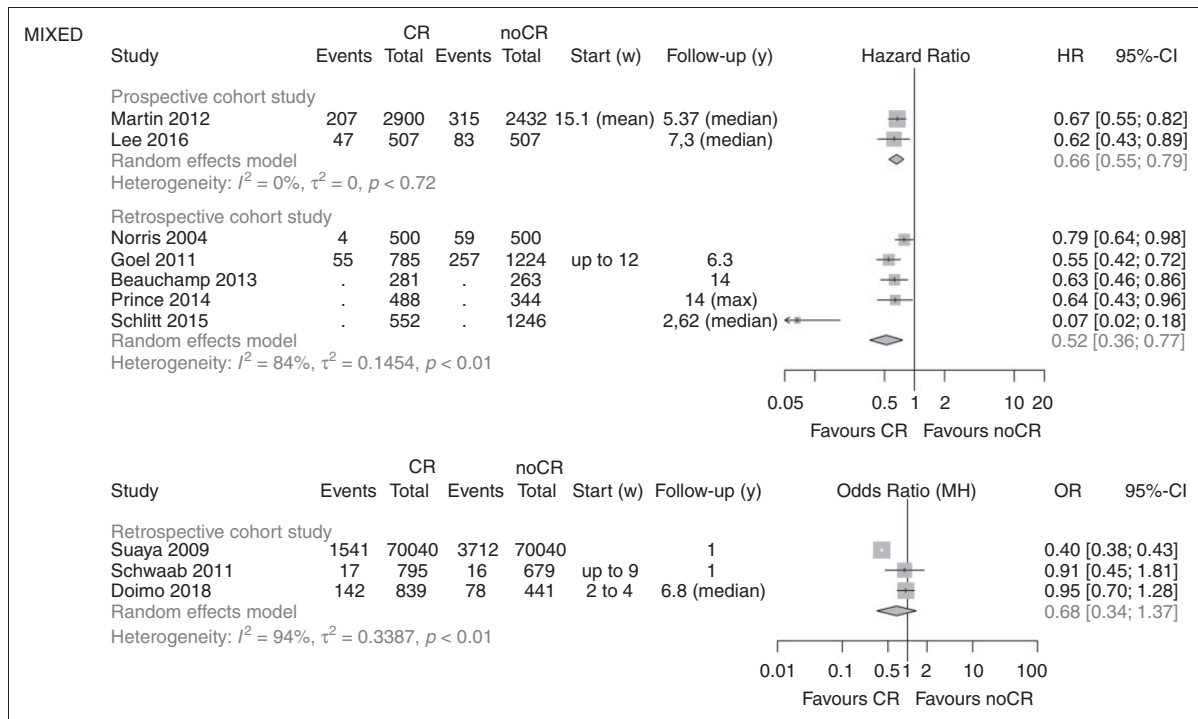 MIXED
CR noCR
Study Events Total Events Total Start (w) Follow-up (y) Hazard Ratio HR 95%-CI
Prospective cohort study
Martin 2012 207 2900 315 2432 15.1 (mean) 5.37 (median) 0.67 [0.55; 0.82]
Lee 2016 47 507 83 507 7,3 (median) 0.62 [0.43; 0.89]
Random effects model 0.66 [0.55; 0.79]
Heterogeneity: I² = 0%, τ² = 0, p < 0.72
Retrospective cohort study
Norris 2004 4 500 59 500 0.79 [0.64; 0.98]
Goel 2011 55 785 257 1224 up to 12 6.3 0.55 [0.42; 0.72]
Beauchamp 2013 . 281 . 263 14 0.63 [0.46; 0.86]
Prince 2014 . 488 . 344 14 (max) 0.64 [0.43; 0.96]
Schlitt 2015 . 552 . 1246 2,62 (median) 0.07 [0.02; 0.18]
Random effects model 0.52 [0.36; 0.77]
Heterogeneity: I² = 84%, τ² = 0.1454, p < 0.01
0.05 0.5 1 2 10 20
Favours CR Favours noCR
CR noCR
Study Events Total Events Total Start (w) Follow-up (y) Odds Ratio (MH) OR 95%-CI
Retrospective cohort study
Suaya 2009 1541 70040 3712 70040 1 0.40 [0.38; 0.43]
Schwaab 2011 17 795 16 679 up to 9 1 0.91 [0.45; 1.81]
Doimo 2018 142 839 78 441 2 to 4 6.8 (median) 0.95 [0.70; 1.28]
Random effects model 0.68 [0.34; 1.37]
Heterogeneity: I² = 94%, τ² = 0.3387, p < 0.01
0.01 0.1 0.5 1 2 10 100
Favours CR Favours noCR